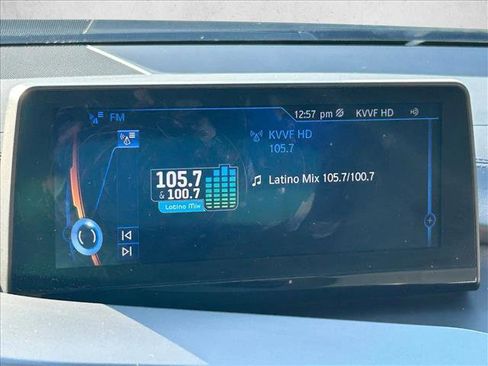 FM
12:57 pm
KVVF HD
KVVF HD
105.7
105.7
& 100.7
Latino Mix
Latino Mix 105.7/100.7